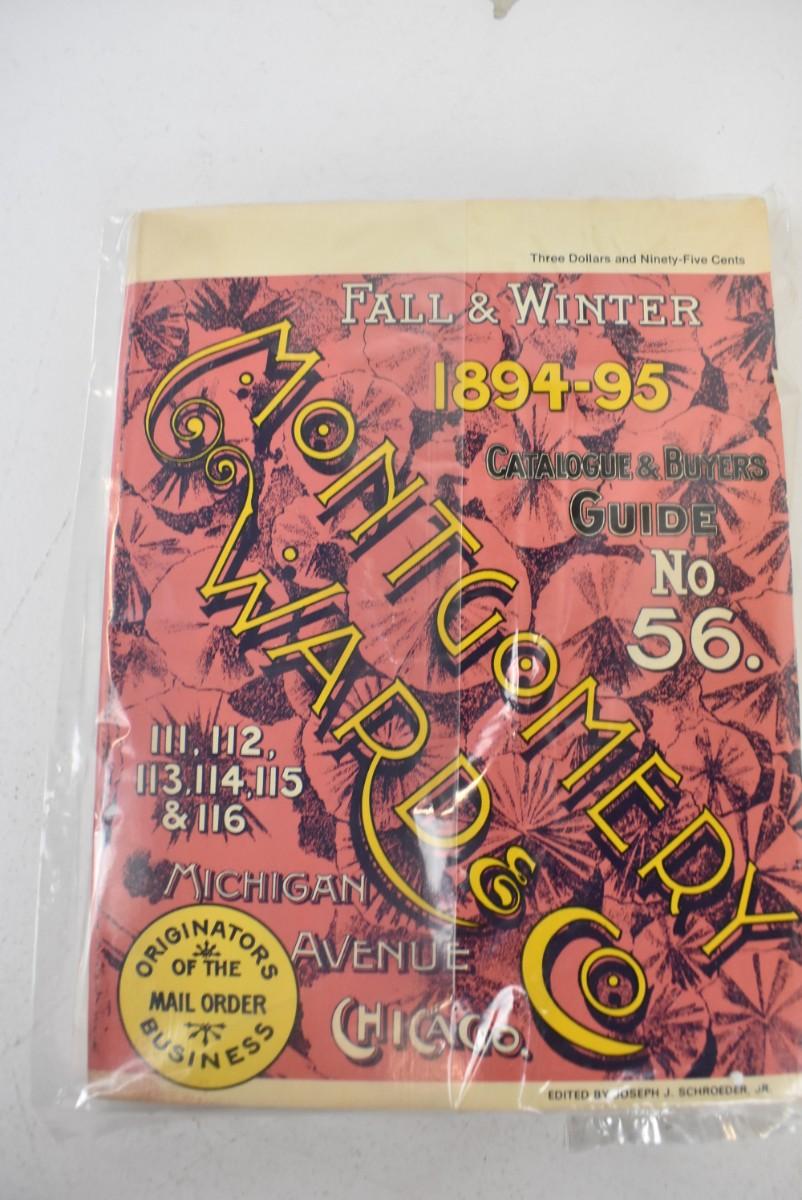 Three Dollars and Ninety-Five Cents
FALL & WINTER
1894-95
CATALOGUE & BUYERS
GUIDE
No
56.
MONTGOMERY
WARD & Co
111, 112,
113, 114, 115
& 116
MICHIGAN
AVENUE
CHICAGO.
ORIGINATORS
OF THE
MAIL ORDER
BUSINESS
EDITED BY JOSEPH J. SCHROEDER, JR.